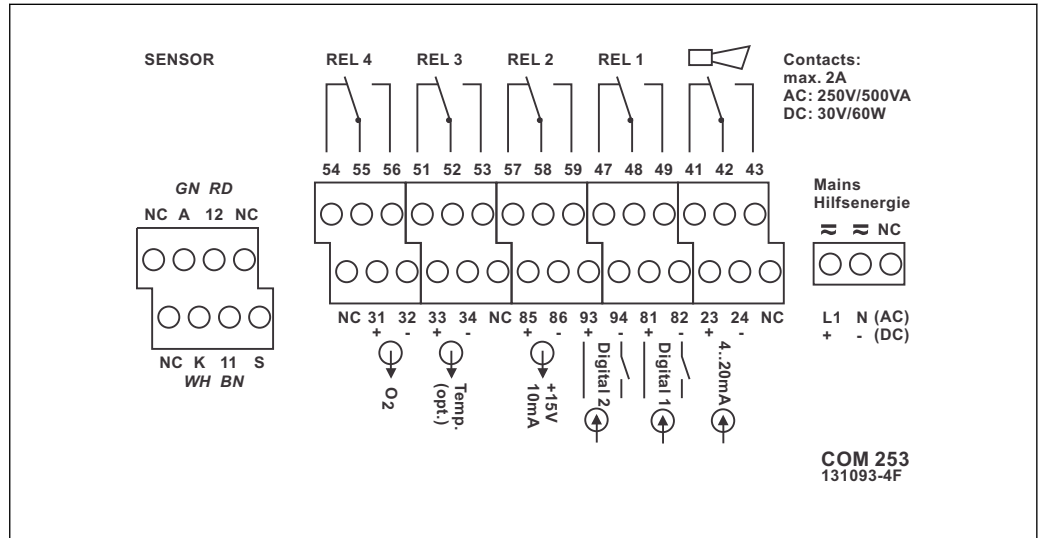 SENSOR
REL 4 REL 3 REL 2 REL 1
Contacts:
max. 2A
AC: 250V/500VA
DC: 30V/60W
54 55 56 51 52 53 57 58 59 47 48 49 41 42 43
GN RD
NC A 12 NC
NC K 11 S
WH BN
Mains
Hilfsenergie
≂ ≂ NC
L1 N (AC)
+ - (DC)
NC 31 32 33 34 NC 85 86 93 94 81 82 23 24 NC
+ - + - + - + - + - + -
O2
Temp.
(opt.)
+15V
10mA
Digital 2
Digital 1
4..20mA
COM 253
131093-4F